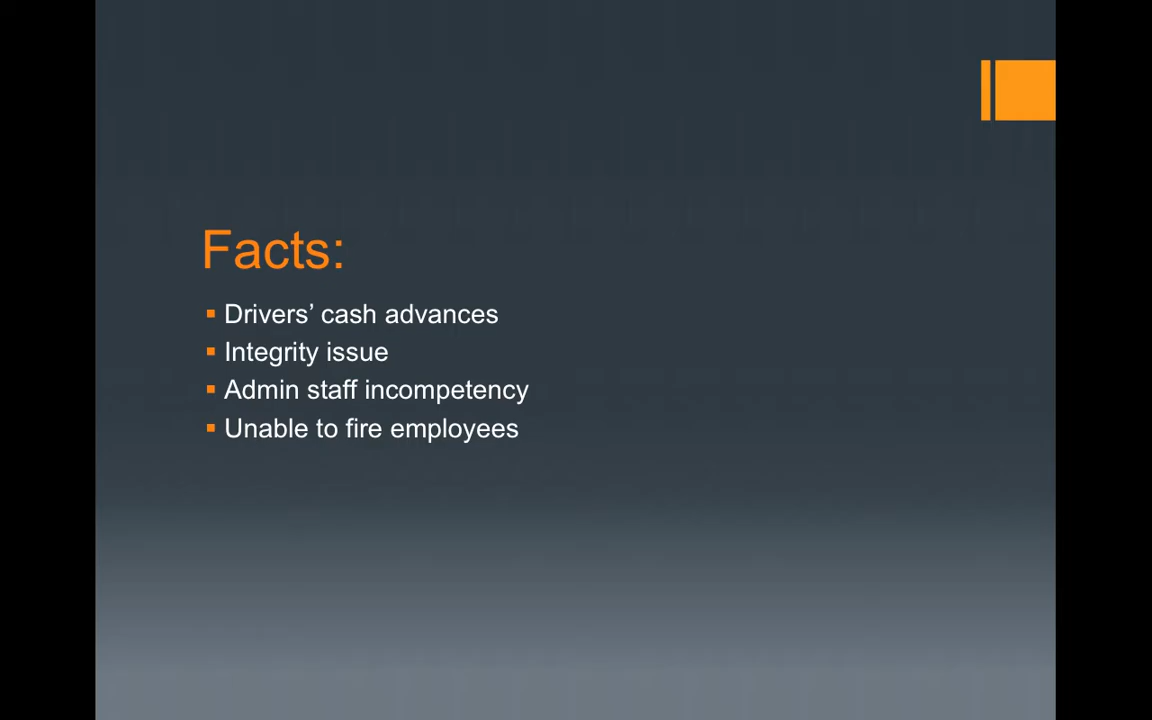 Facts:
Drivers’ cash advances
Integrity issue
Admin staff incompetency
Unable to fire employees